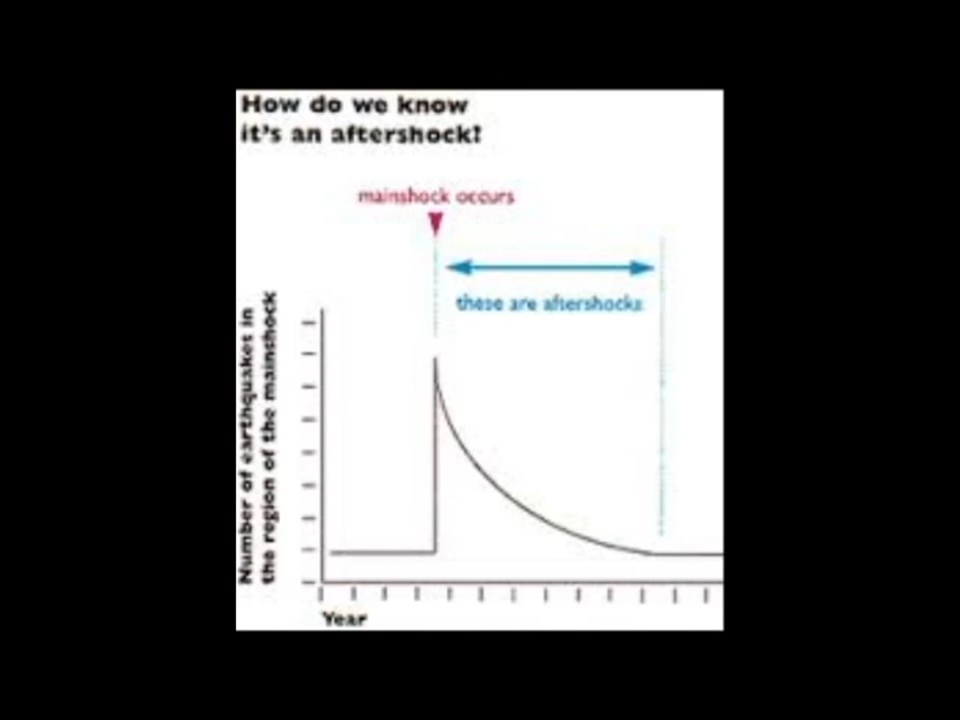 How do we know
it's an aftershock?
mainshock occurs
these are aftershocks
Number of earthquakes in
the region of the mainshock
Year